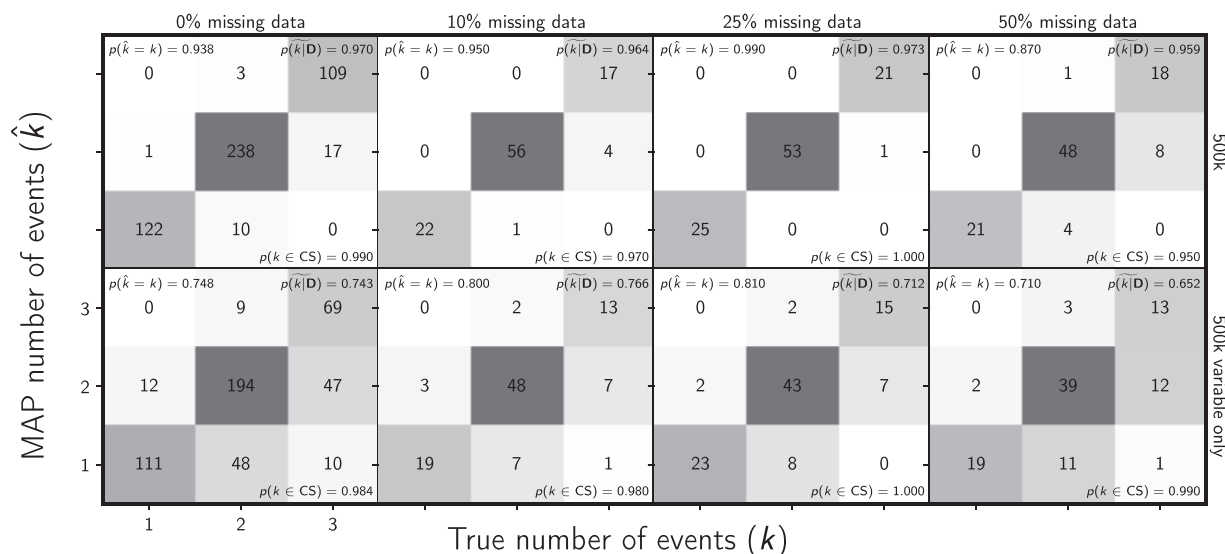 0% missing data 10% missing data 25% missing data 50% missing data
p(k̂ = k) = 0.938 p(k|D)~ = 0.970 p(k̂ = k) = 0.950 p(k|D)~ = 0.964 p(k̂ = k) = 0.990 p(k|D)~ = 0.973 p(k̂ = k) = 0.870 p(k|D)~ = 0.959
0 3 109 0 0 17 0 0 21 0 1 18
1 238 17 0 56 4 0 53 1 0 48 8
122 10 0 22 1 0 25 0 0 21 4 0
p(k ∈ CS) = 0.990 p(k ∈ CS) = 0.970 p(k ∈ CS) = 1.000 p(k ∈ CS) = 0.950
500k
p(k̂ = k) = 0.748 p(k|D)~ = 0.743 p(k̂ = k) = 0.800 p(k|D)~ = 0.766 p(k̂ = k) = 0.810 p(k|D)~ = 0.712 p(k̂ = k) = 0.710 p(k|D)~ = 0.652
3 0 9 69 0 2 13 0 2 15 0 3 13
2 12 194 47 3 48 7 2 43 7 2 39 12
1 111 48 10 19 7 1 23 8 0 19 11 1
p(k ∈ CS) = 0.984 p(k ∈ CS) = 0.980 p(k ∈ CS) = 1.000 p(k ∈ CS) = 0.990
500k variable only
1 2 3
MAP number of events (k̂)
True number of events (k)